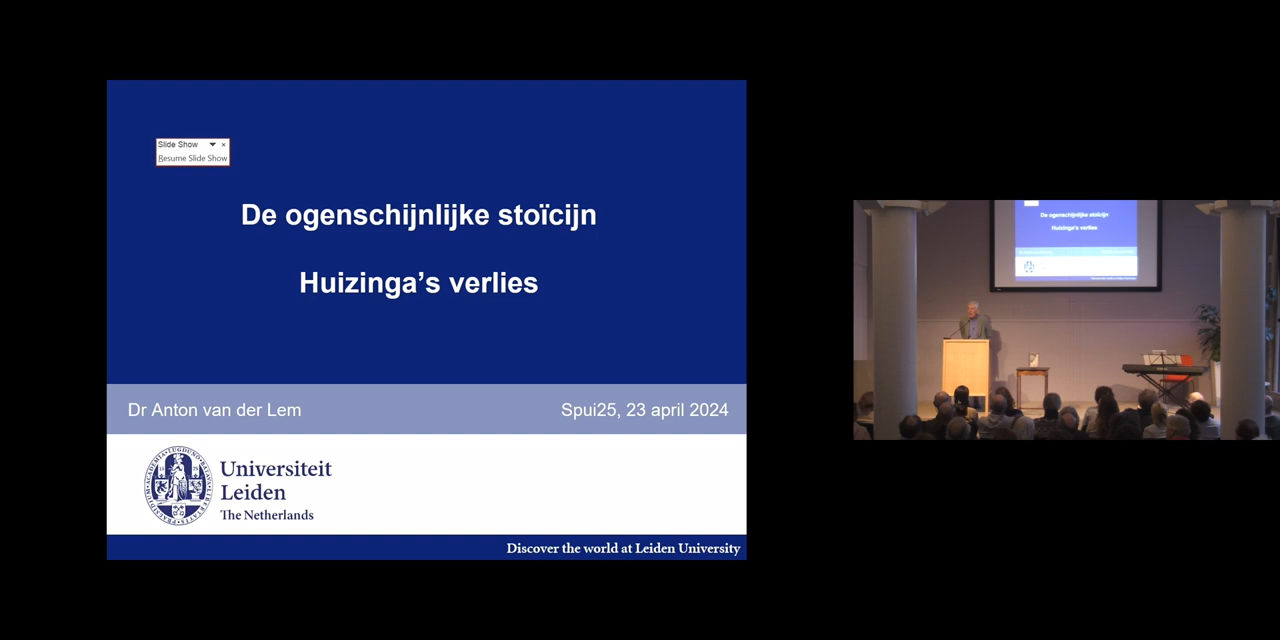 Slide Show
Resume Slide Show
De ogenschijnlijke stoïcijn
Huizinga's verlies
Dr Anton van der Lem
Spui25, 23 april 2024
Universiteit
Leiden
The Netherlands
Discover the world at Leiden University
De ogenschijnlijke stoïcijn
Huizinga's verlies